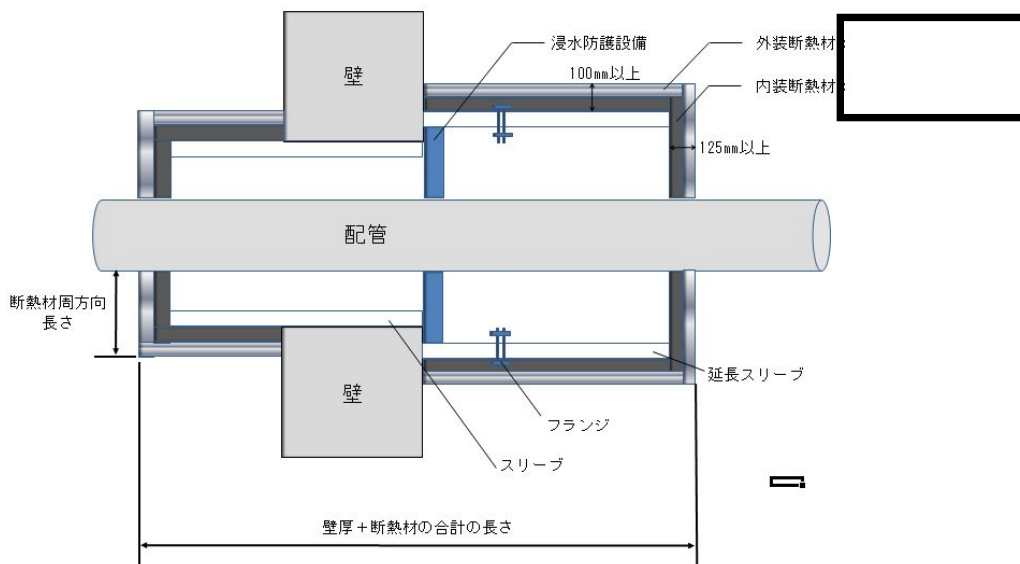 壁
浸水防護設備
外装断熱材:
100mm以上
内装断熱材:
125mm以上
配管
断熱材周方向
長さ
延長スリーブ
壁
フランジ
スリーブ
壁厚+断熱材の合計の長さ